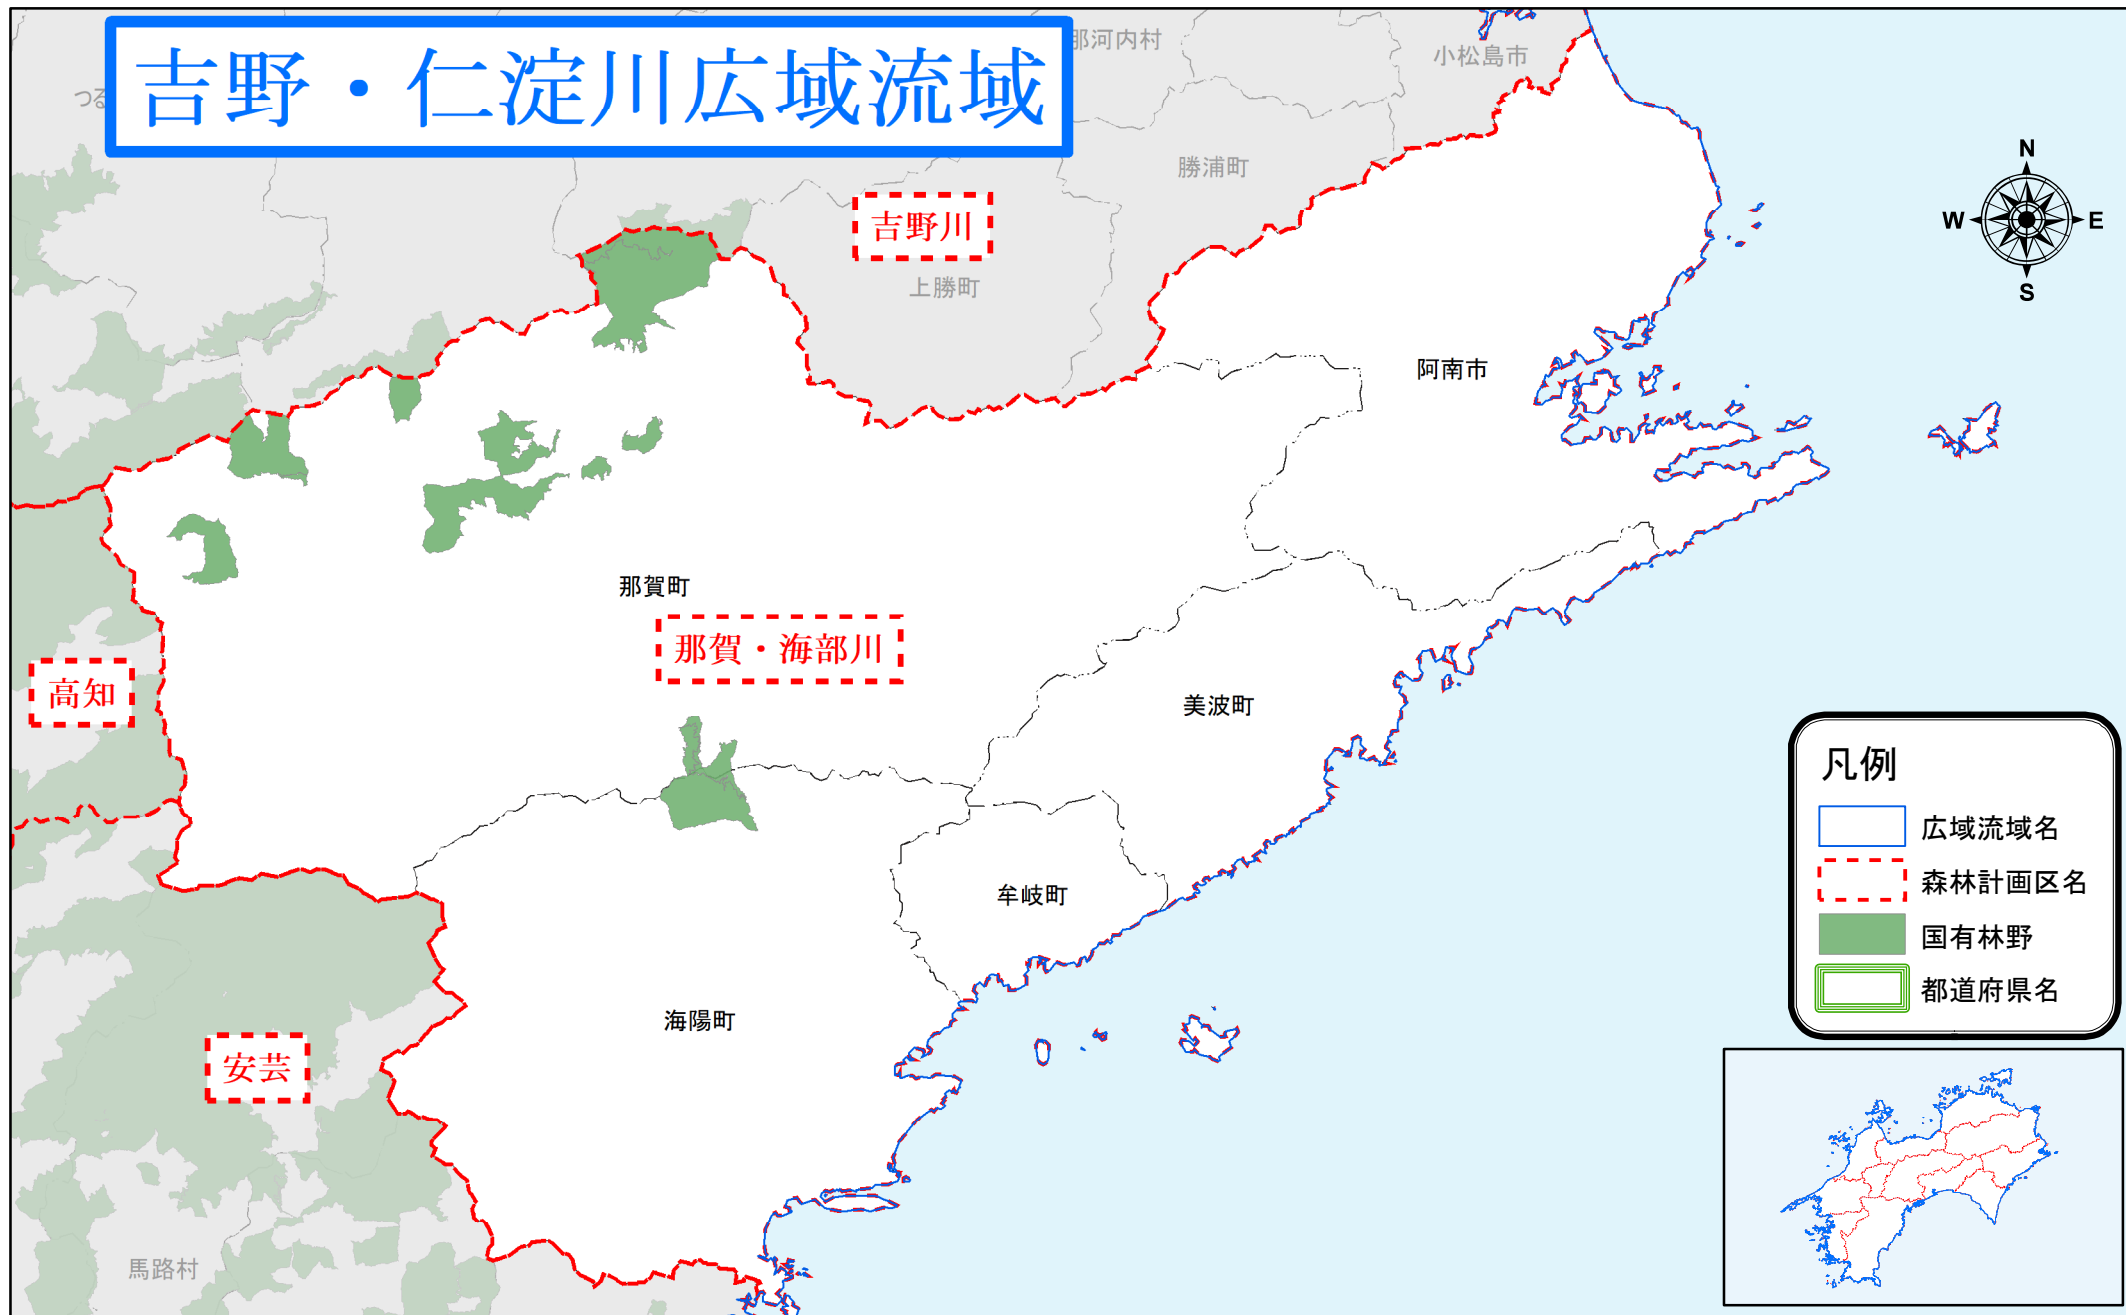 吉野・仁淀川広域流域
那河内村
小松島市
つる
勝浦町
吉野川
上勝町
N
W
E
S
阿南市
那賀町
那賀・海部川
高知
美波町
牟岐町
海陽町
安芸
馬路村
凡例
広域流域名
森林計画区名
国有林野
都道府県名